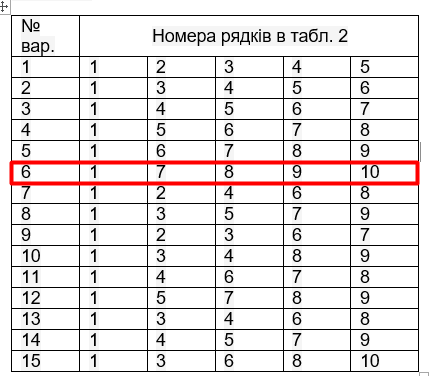 №
вар.
Номера рядків в табл. 2
1 1 2 3 4 5
2 1 3 4 5 6
3 1 4 5 6 7
4 1 5 6 7 8
5 1 6 7 8 9
6 1 7 8 9 10
7 1 2 4 6 8
8 1 3 5 7 9
9 1 2 3 6 7
10 1 3 4 8 9
11 1 4 6 7 8
12 1 5 7 8 9
13 1 3 4 6 8
14 1 4 5 7 9
15 1 3 6 8 10